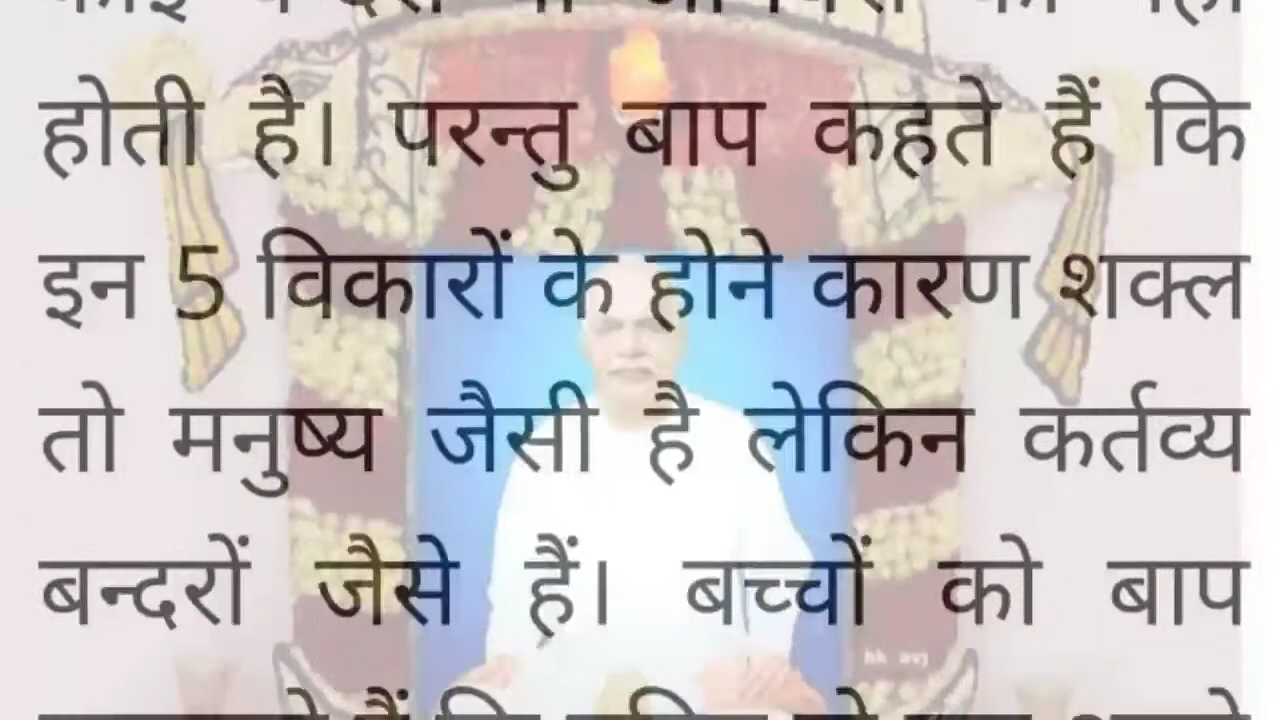 होती है। परन्तु बाप कहते हैं कि
इन 5 विकारों के होने कारण शक्ल
तो मनुष्य जैसी है लेकिन कर्तव्य
बन्दरों जैसे हैं। बच्चों को बाप